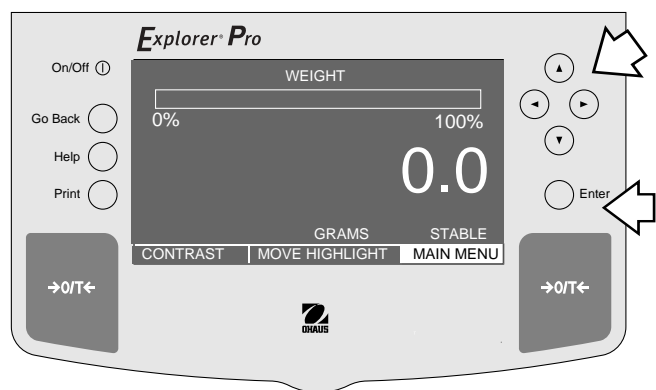 Explorer® Pro
On/Off
WEIGHT
Go Back
0% 100%
Help
0.0
Print
Enter
GRAMS STABLE
CONTRAST MOVE HIGHLIGHT MAIN MENU
→0/T← →0/T←
OHAUS